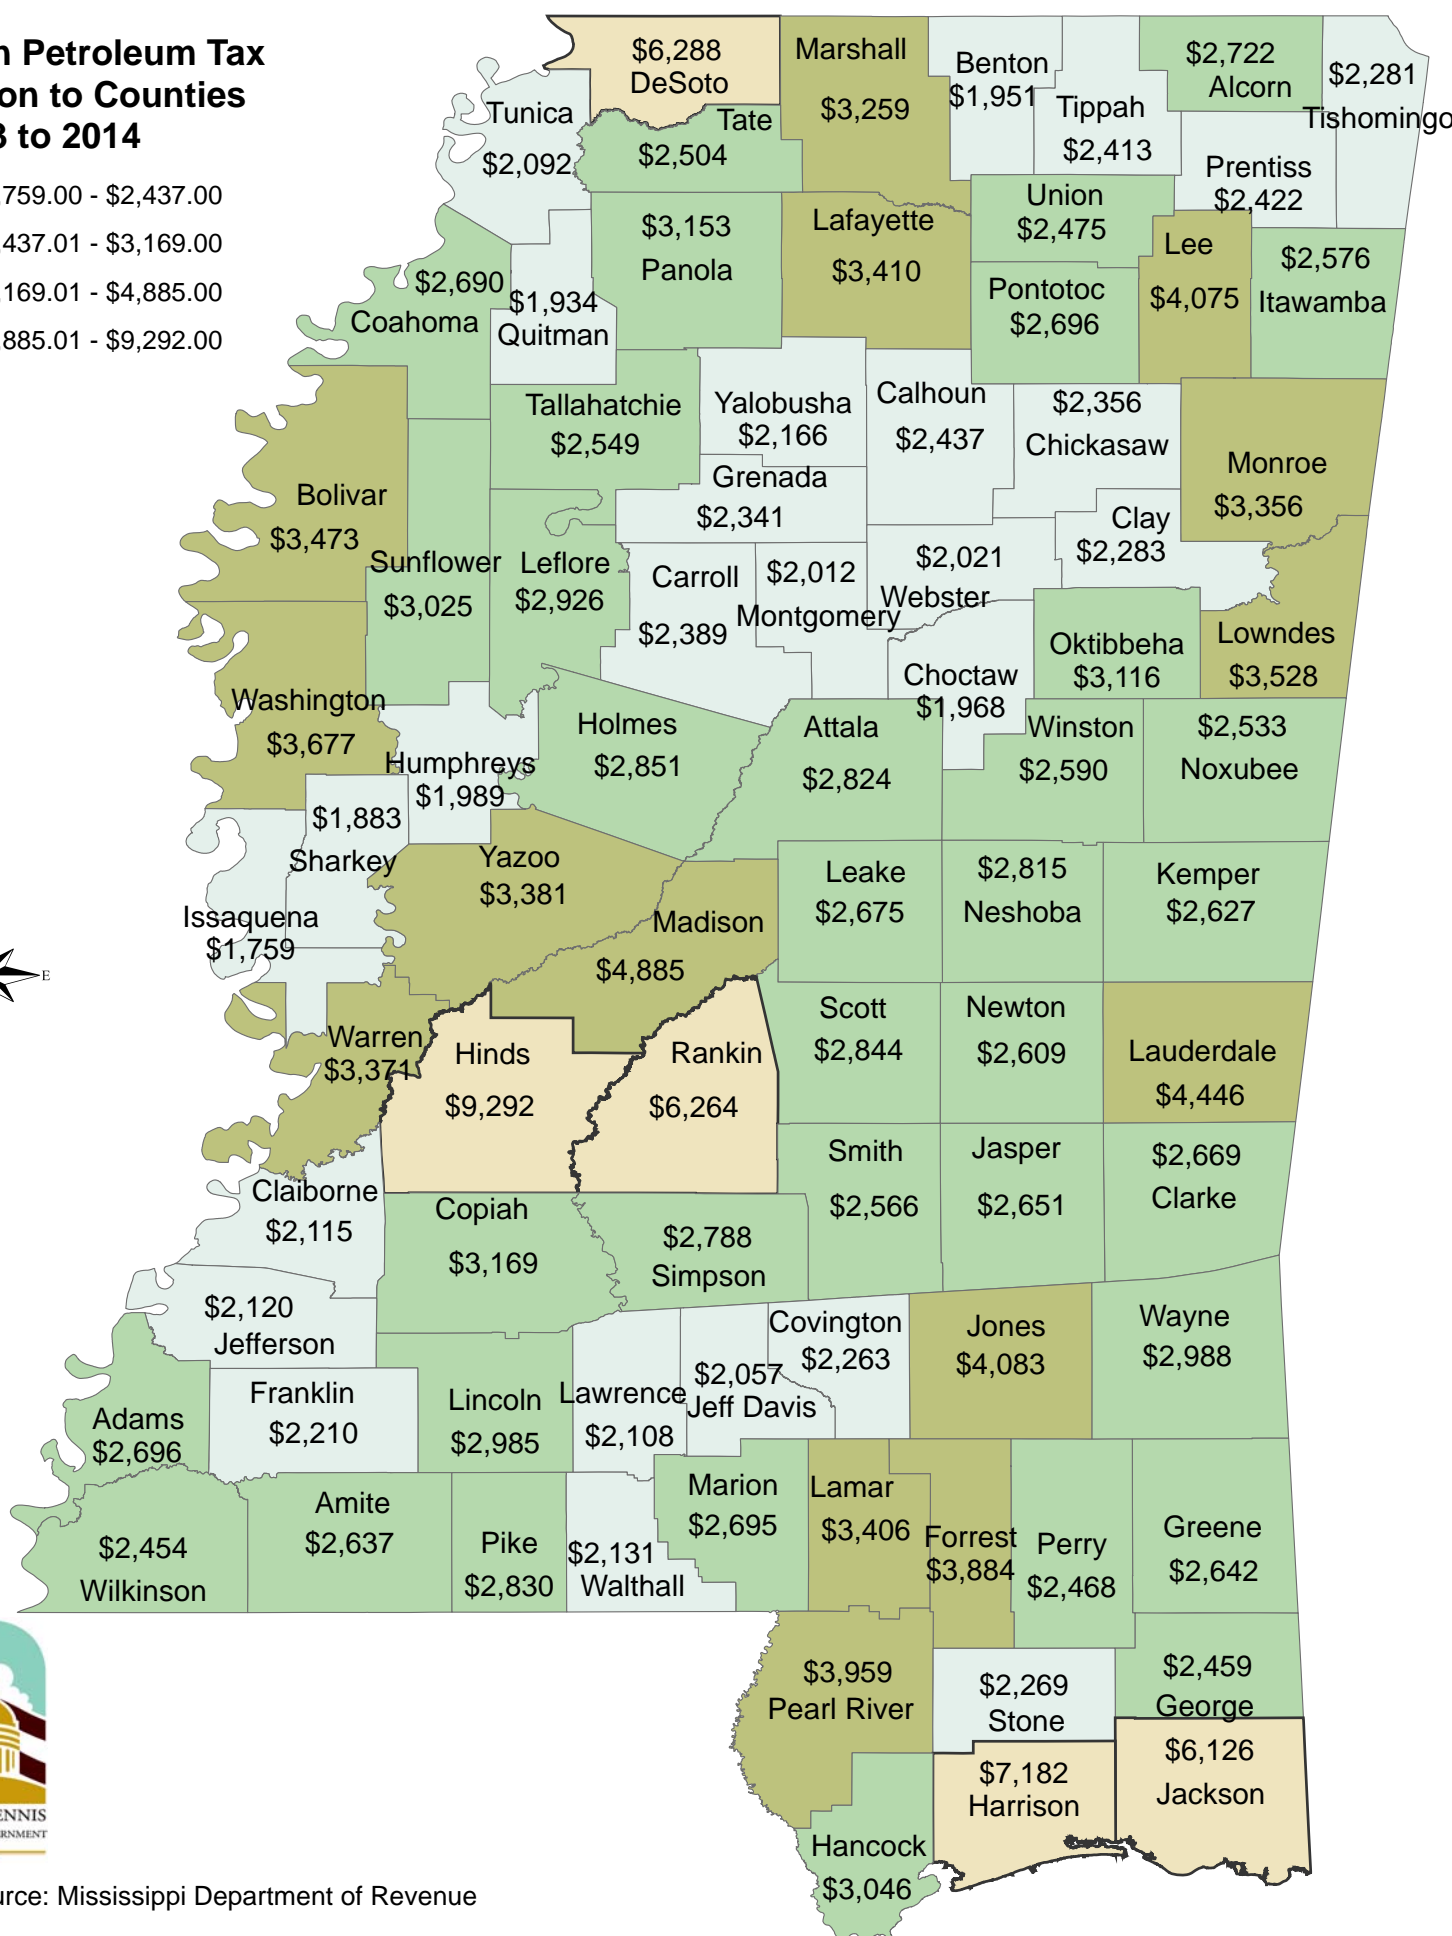 Petroleum Tax
to Counties
to 2014
759.00 - $2,437.00
437.01 - $3,169.00
169.01 - $4,885.00
885.01 - $9,292.00
$6,288
DeSoto
Marshall
$3,259
Benton
$1,951
Tippah
$2,413
$2,722
Alcorn
$2,281
Tishomingo
Tunica
$2,092
Tate
$2,504
Prentiss
$2,422
Union
$2,475
$3,153
Panola
Lafayette
$3,410
Lee
$4,075
$2,576
Itawamba
$2,690
Coahoma
$1,934
Quitman
Pontotoc
$2,696
Tallahatchie
$2,549
Yalobusha
$2,166
Calhoun
$2,437
$2,356
Chickasaw
Monroe
$3,356
Bolivar
$3,473
Grenada
$2,341
Clay
$2,283
Sunflower
$3,025
Leflore
$2,926
Carroll
$2,389
$2,012
Montgomery
$2,021
Webster
Oktibbeha
$3,116
Lowndes
$3,528
Choctaw
$1,968
Washington
$3,677
Humphreys
$1,989
Holmes
$2,851
Attala
$2,824
Winston
$2,590
$2,533
Noxubee
$1,883
Sharkey
Yazoo
$3,381
Issaquena
$1,759
Madison
$4,885
Leake
$2,675
$2,815
Neshoba
Kemper
$2,627
E
Warren
$3,371
Hinds
$9,292
Rankin
$6,264
Scott
$2,844
Newton
$2,609
Lauderdale
$4,446
Claiborne
$2,115
Copiah
$3,169
$2,788
Simpson
Smith
$2,566
Jasper
$2,651
$2,669
Clarke
$2,120
Jefferson
Covington
$2,263
Jones
$4,083
Wayne
$2,988
Adams
$2,696
Franklin
$2,210
Lincoln
$2,985
Lawrence
$2,108
$2,057
Jeff Davis
$2,454
Wilkinson
Amite
$2,637
Pike
$2,830
$2,131
Walthall
Marion
$2,695
Lamar
$3,406
Forrest
$3,884
Perry
$2,468
Greene
$2,642
$3,959
Pearl River
$2,269
Stone
$2,459
George
$7,182
Harrison
$6,126
Jackson
Hancock
$3,046
ENNIS
RNMENT
urce: Mississippi Department of Revenue